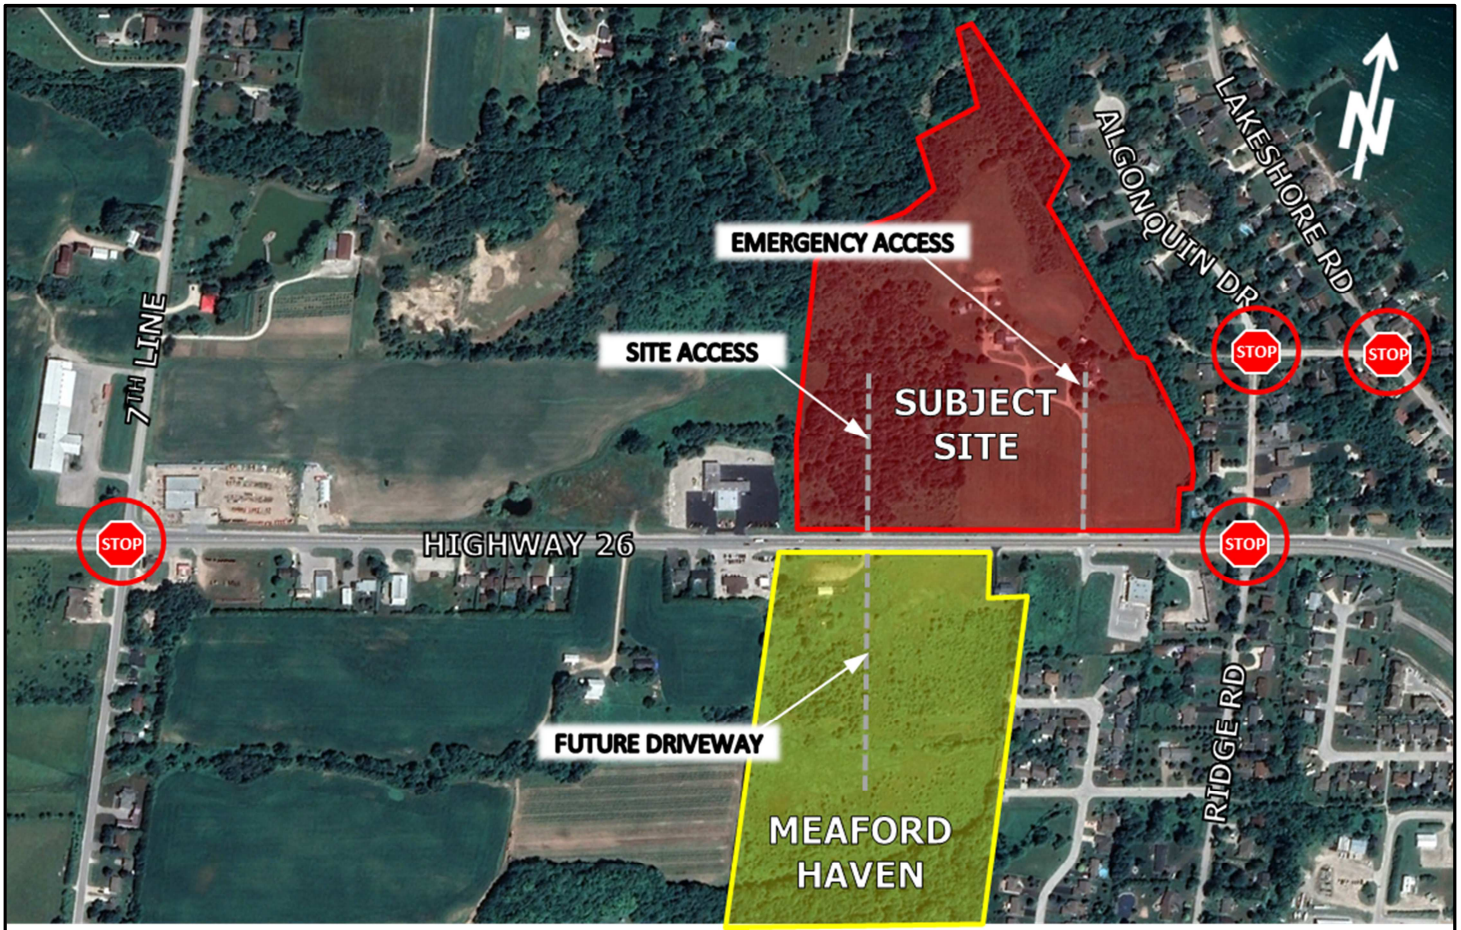 N
LAKESHORE RD
ALGONQUIN DR
EMERGENCY ACCESS
7TH LINE
SITE ACCESS
STOP
STOP
SUBJECT
SITE
STOP
HIGHWAY 26
STOP
FUTURE DRIVEWAY
RIDGE RD
MEAFORD
HAVEN